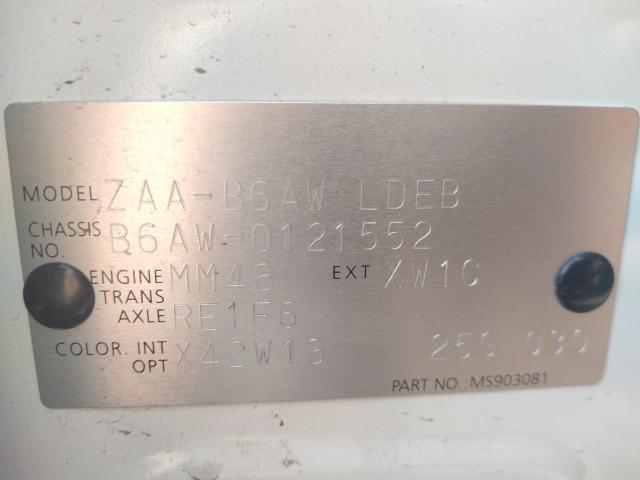 MODEL ZAA-B6AW LDEB
CHASSIS NO. B6AW-0121552
ENGINE MM48 EXT XW1C
TRANS AXLE RE1F6
COLOR. INT OPT X42W13 25G 030
PART NO.: MS903081